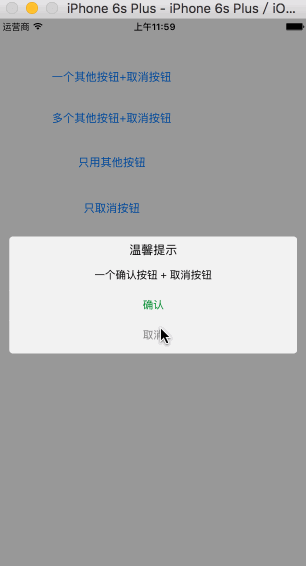 iPhone 6s Plus - iPhone 6s Plus / iO...
运营商 上午11:59
一个其他按钮+取消按钮
多个其他按钮+取消按钮
只用其他按钮
只取消按钮
温馨提示
一个确认按钮 + 取消按钮
确认
取消